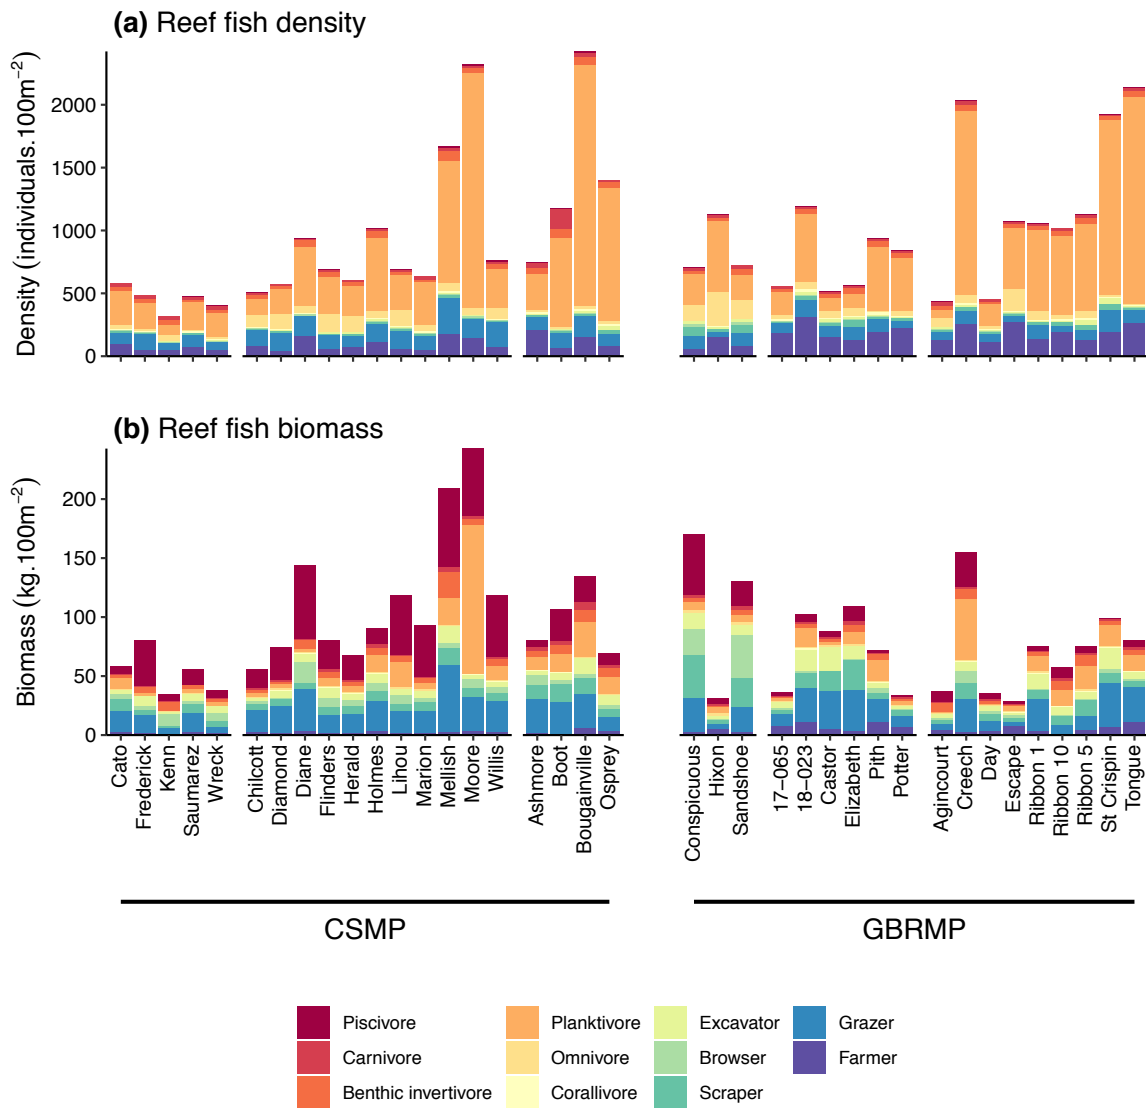 (a) Reef fish density
Density (individuals.100m⁻²)
2000
1500
1000
500
0
(b) Reef fish biomass
Biomass (kg.100m⁻²)
200
150
100
50
0
Cato
Frederick
Kenn
Saumarez
Wreck
Chilcott
Diamond
Diane
Flinders
Herald
Holmes
Lihou
Marion
Mellish
Moore
Willis
Ashmore
Boot
Bougainville
Osprey
Conspicuous
Hixon
Sandshoe
17−065
18−023
Castor
Elizabeth
Pith
Potter
Agincourt
Creech
Day
Escape
Ribbon 1
Ribbon 10
Ribbon 5
St Crispin
Tongue
CSMP
GBRMP
Piscivore
Carnivore
Benthic invertivore
Planktivore
Omnivore
Corallivore
Excavator
Browser
Scraper
Grazer
Farmer